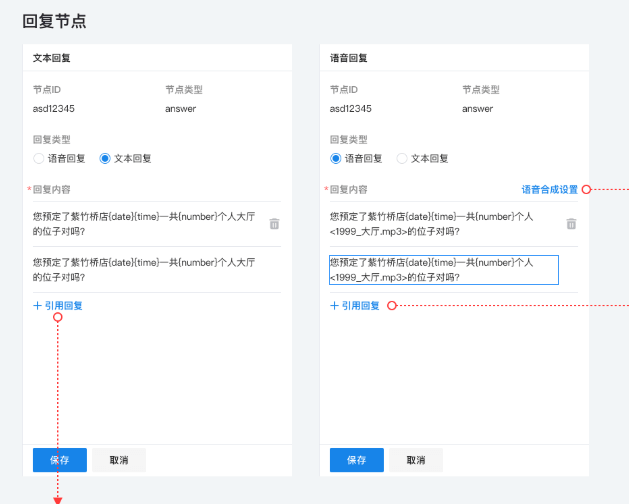 回复节点
文本回复
节点ID 节点类型
asd12345 answer
回复类型
语音回复 文本回复
*回复内容
您预定了紫竹桥店{date}{time}一共{number}个人大厅
的位子对吗?
您预定了紫竹桥店{date}{time}一共{number}个人大厅
的位子对吗?
+ 引用回复
保存 取消
语音回复
节点ID 节点类型
asd12345 answer
回复类型
语音回复 文本回复
*回复内容 语音合成设置
您预定了紫竹桥店{date}{time}一共{number}个人
<1999_大厅.mp3>的位子对吗?
您预定了紫竹桥店{date}{time}一共{number}个人
<1999_大厅.mp3>的位子对吗?
+ 引用回复
保存 取消